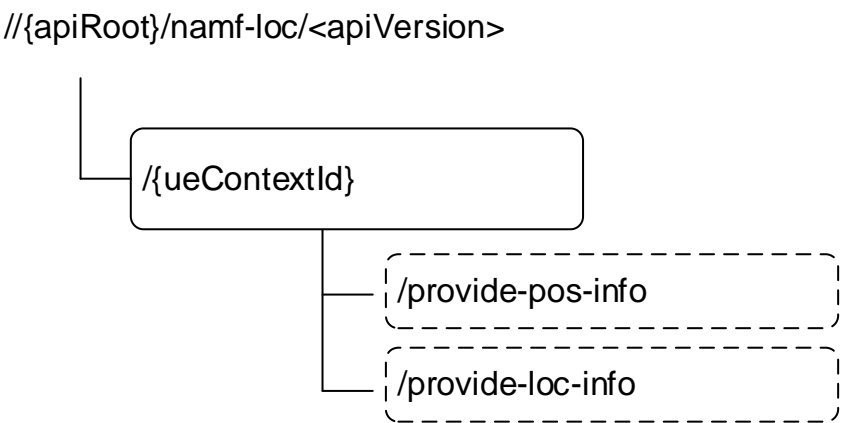 //{apiRoot}/namf-loc/<apiVersion>
/{ueContextId}
/provide-pos-info
/provide-loc-info